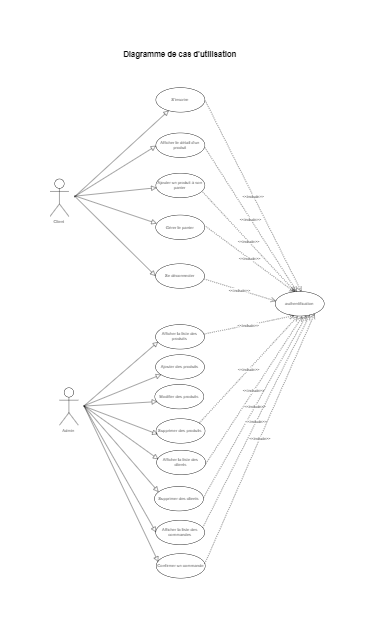 Diagramme de cas d'utilisation
S'inscrire
Afficher le détail d'un
produit
Ajouter un produit à son
panier
Client
Gérer le panier
Se déconnecter
<<include>>
<<include>>
<<include>>
<<include>>
<<include>>
authentification
Afficher la liste des
produits
Ajouter des produits
Modifier des produits
Supprimer des produits
Admin
Afficher la liste des
clients
Supprimer des clients
Afficher la liste des
commandes
Confirmer un commande
<<include>>
<<include>>
<<include>>
<<include>>
<<include>>
<<include>>